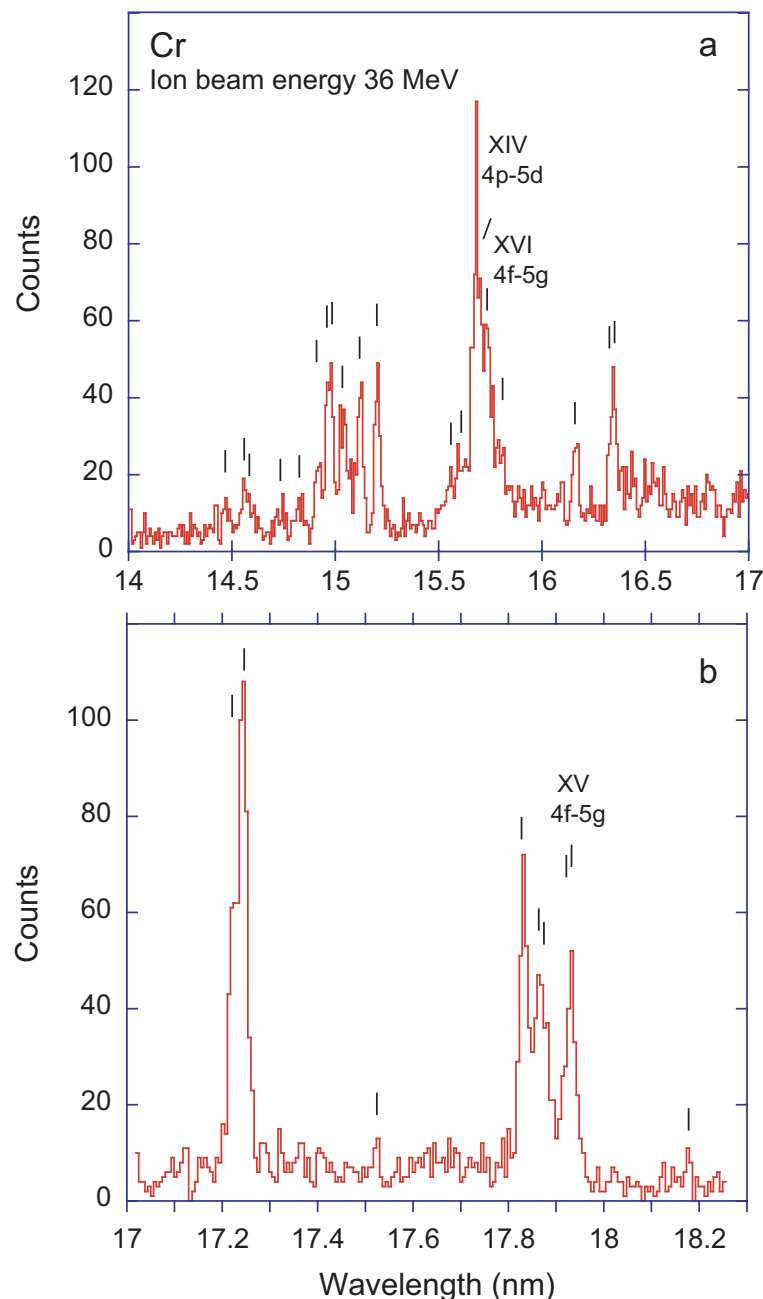 Cr
a
Ion beam energy 36 MeV
120
100
80
60
40
20
0
Counts
XIV
4p-5d
XVI
4f-5g
14
14.5
15
15.5
16
16.5
17
b
100
80
60
40
20
0
Counts
XV
4f-5g
17
17.2
17.4
17.6
17.8
18
18.2
Wavelength (nm)